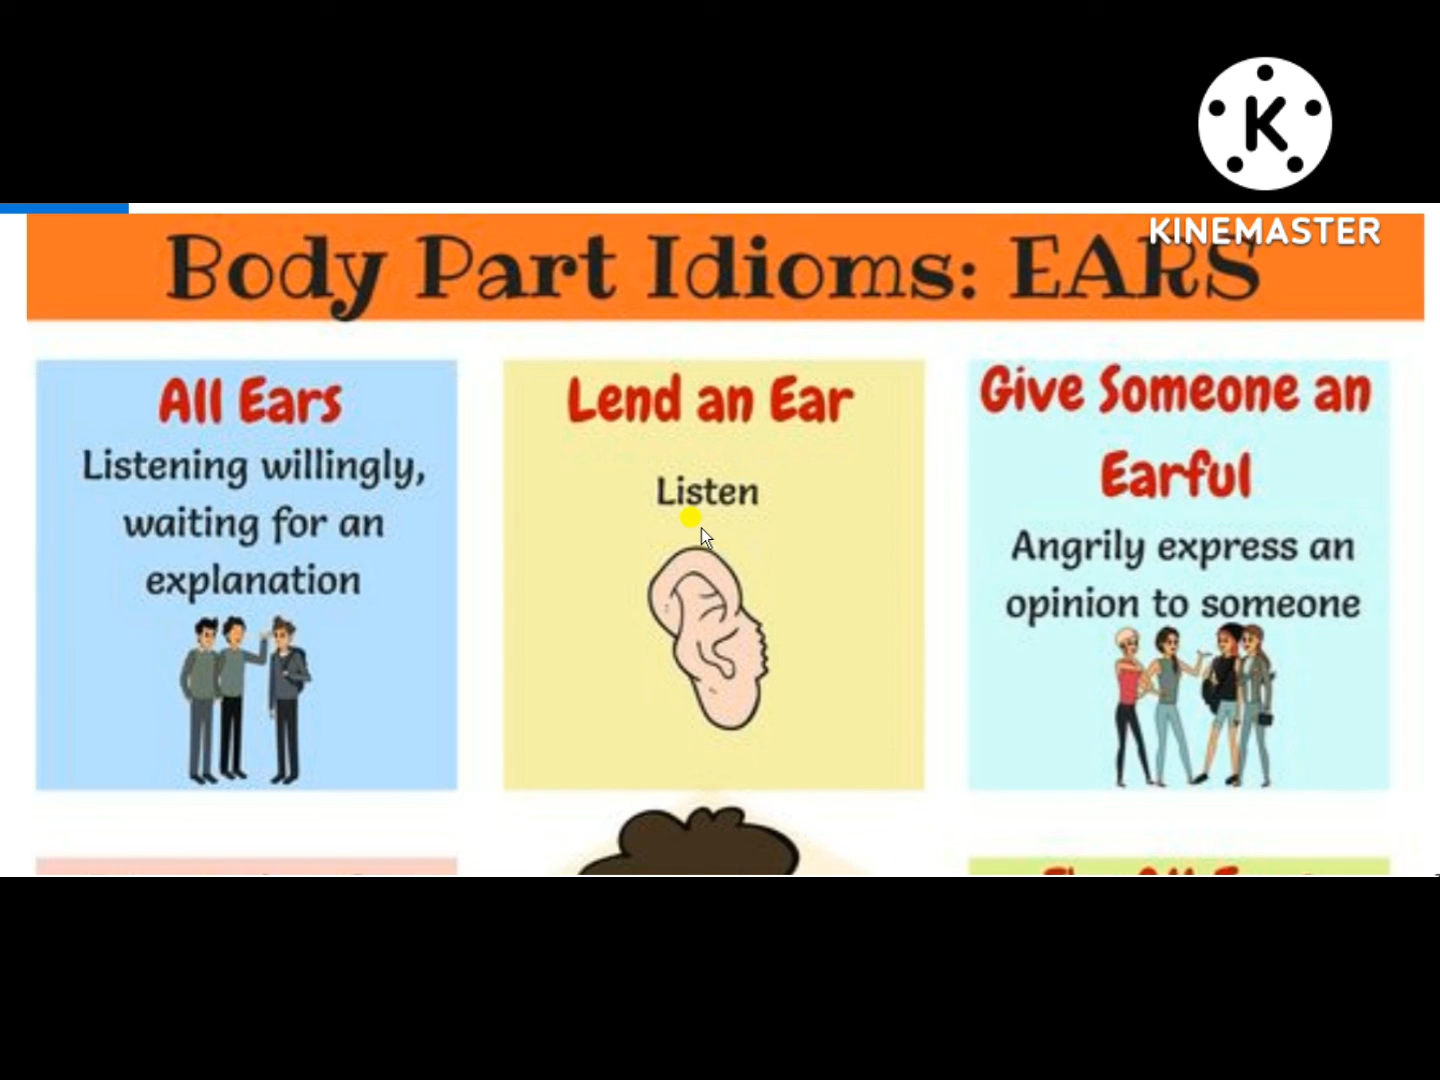 K
KINEMASTER
Body Part Idioms: EARS
All Ears
Listening willingly,
waiting for an
explanation
Lend an Ear
Listen
Give Someone an
Earful
Angrily express an
opinion to someone